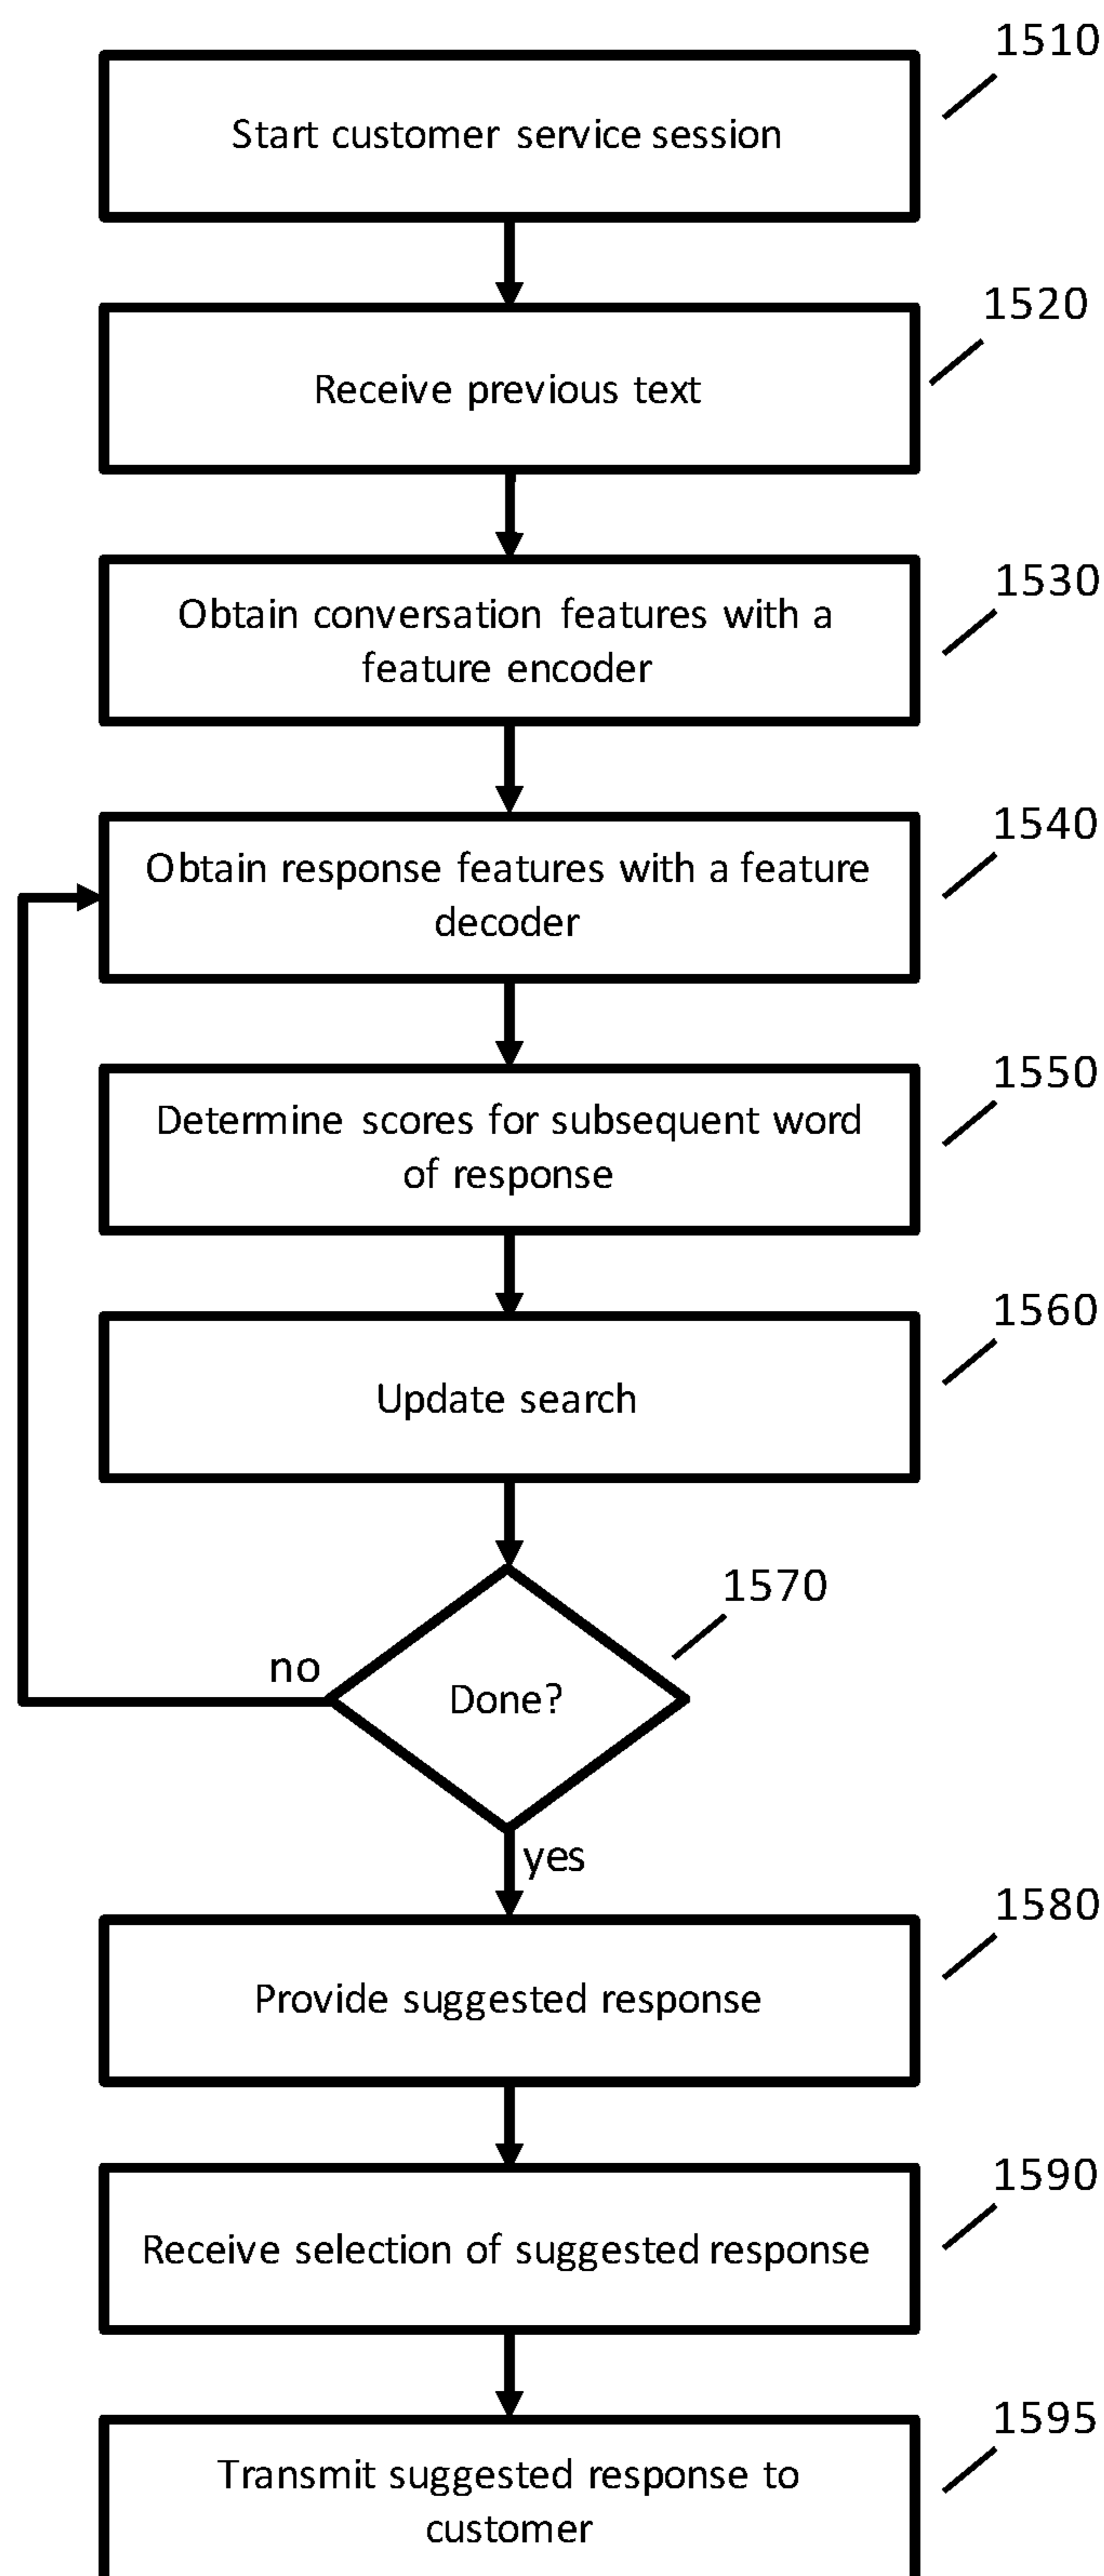 1510
Start customer service session
1520
Receive previous text
1530
Obtain conversation features with a
feature encoder
1540
Obtain response features with a feature
decoder
1550
Determine scores for subsequent word
of response
1560
Update search
1570
no
Done?
yes
1580
Provide suggested response
1590
Receive selection of suggested response
1595
Transmit suggested response to
customer